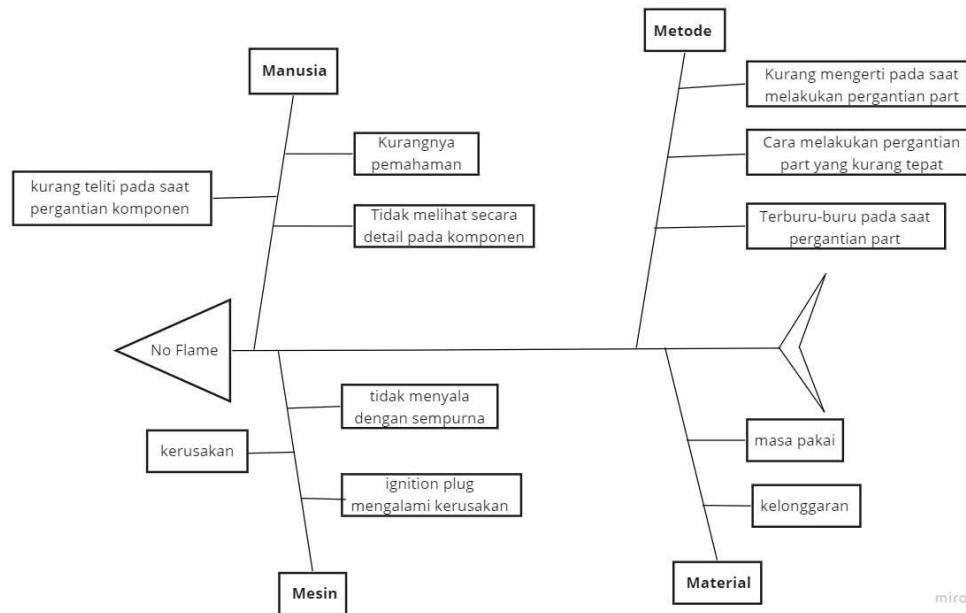 Metode
Manusia
Kurang mengerti pada saat
melakukan pergantian part
Kurangnya
pemahaman
Cara melakukan pergantian
part yang kurang tepat
kurang teliti pada saat
pergantian komponen
Tidak melihat secara
detail pada komponen
Terburu-buru pada saat
pergantian part
No Flame
tidak menyala
dengan sempurna
kerusakan
masa pakai
ignition plug
mengalami kerusakan
kelonggaran
Mesin
Material
miro